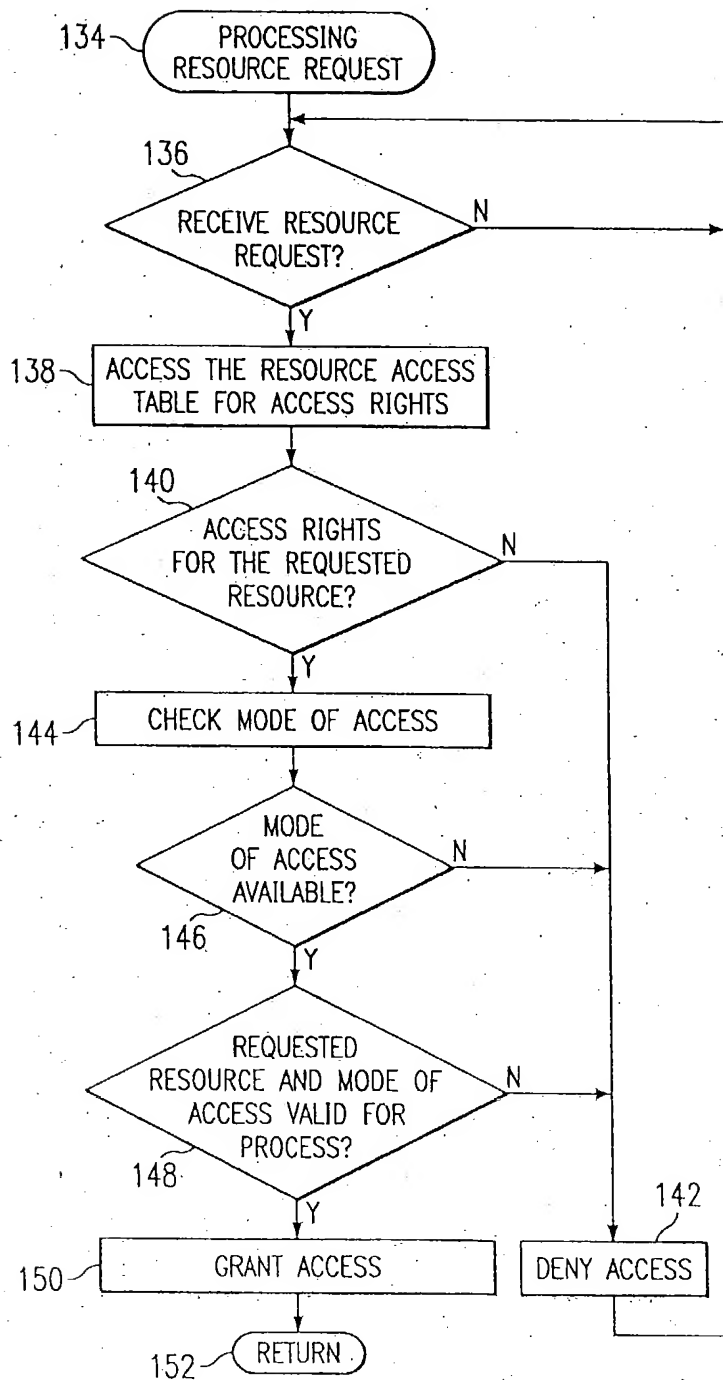 134
PROCESSING
RESOURCE REQUEST
136
RECEIVE RESOURCE
REQUEST?
N
Y
138
ACCESS THE RESOURCE ACCESS
TABLE FOR ACCESS RIGHTS
140
ACCESS RIGHTS
FOR THE REQUESTED
RESOURCE?
N
Y
144
CHECK MODE OF ACCESS
MODE
OF ACCESS
AVAILABLE?
N
146
Y
REQUESTED
RESOURCE AND MODE OF
ACCESS VALID FOR
PROCESS?
N
148
Y
142
150
GRANT ACCESS
DENY ACCESS
152
RETURN